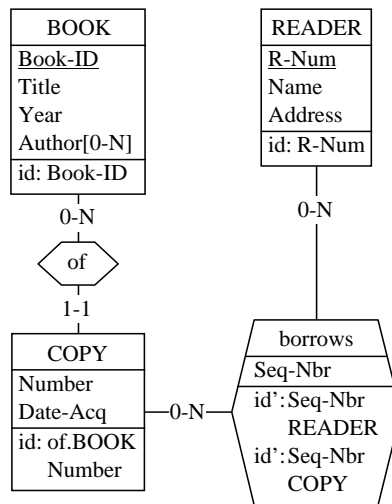 BOOK
Book-ID
Title
Year
Author[0-N]
id: Book-ID
READER
R-Num
Name
Address
id: R-Num
0-N
0-N
of
1-1
COPY
Number
Date-Acq
id: of.BOOK
Number
0-N
borrows
Seq-Nbr
id':Seq-Nbr
READER
id':Seq-Nbr
COPY